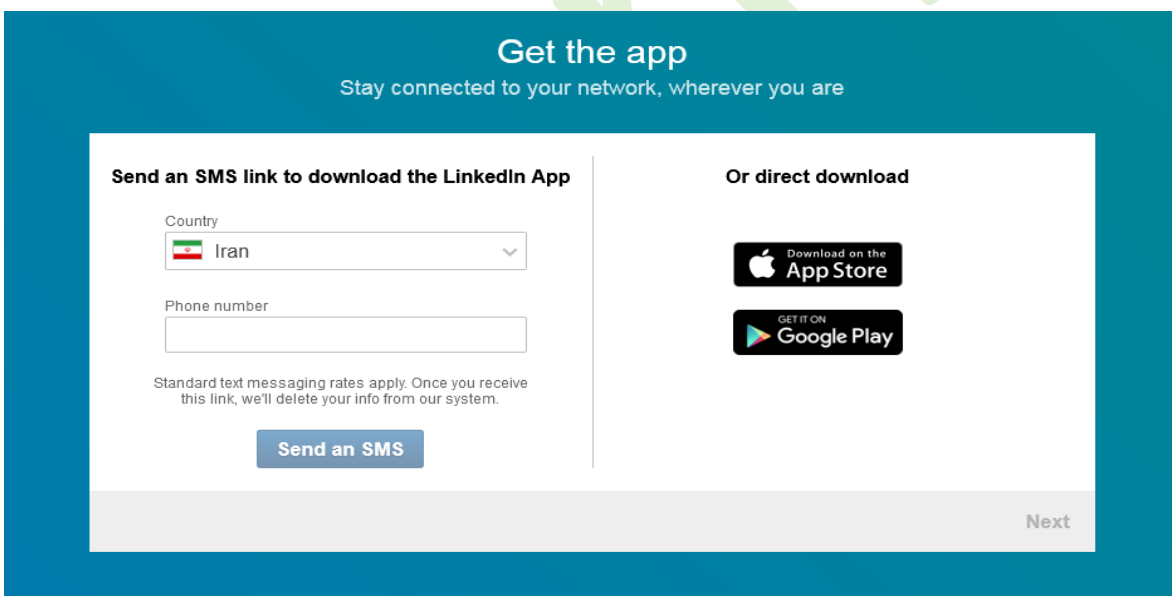 Get the app
Stay connected to your network, wherever you are
Send an SMS link to download the LinkedIn App
Country
Iran
Phone number
Standard text messaging rates apply. Once you receive
this link, we'll delete your info from our system.
Send an SMS
Or direct download
Download on the
App Store
GET IT ON
Google Play
Next